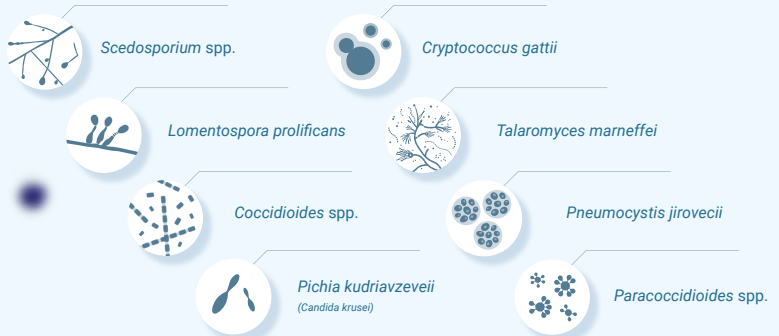 Scedosporium spp.
Cryptococcus gattii
Lomentospora prolificans
Talaromyces marneffei
Coccidioides spp.
Pneumocystis jirovecii
Pichia kudriavzeveii
(Candida krusei)
Paracoccidioides spp.